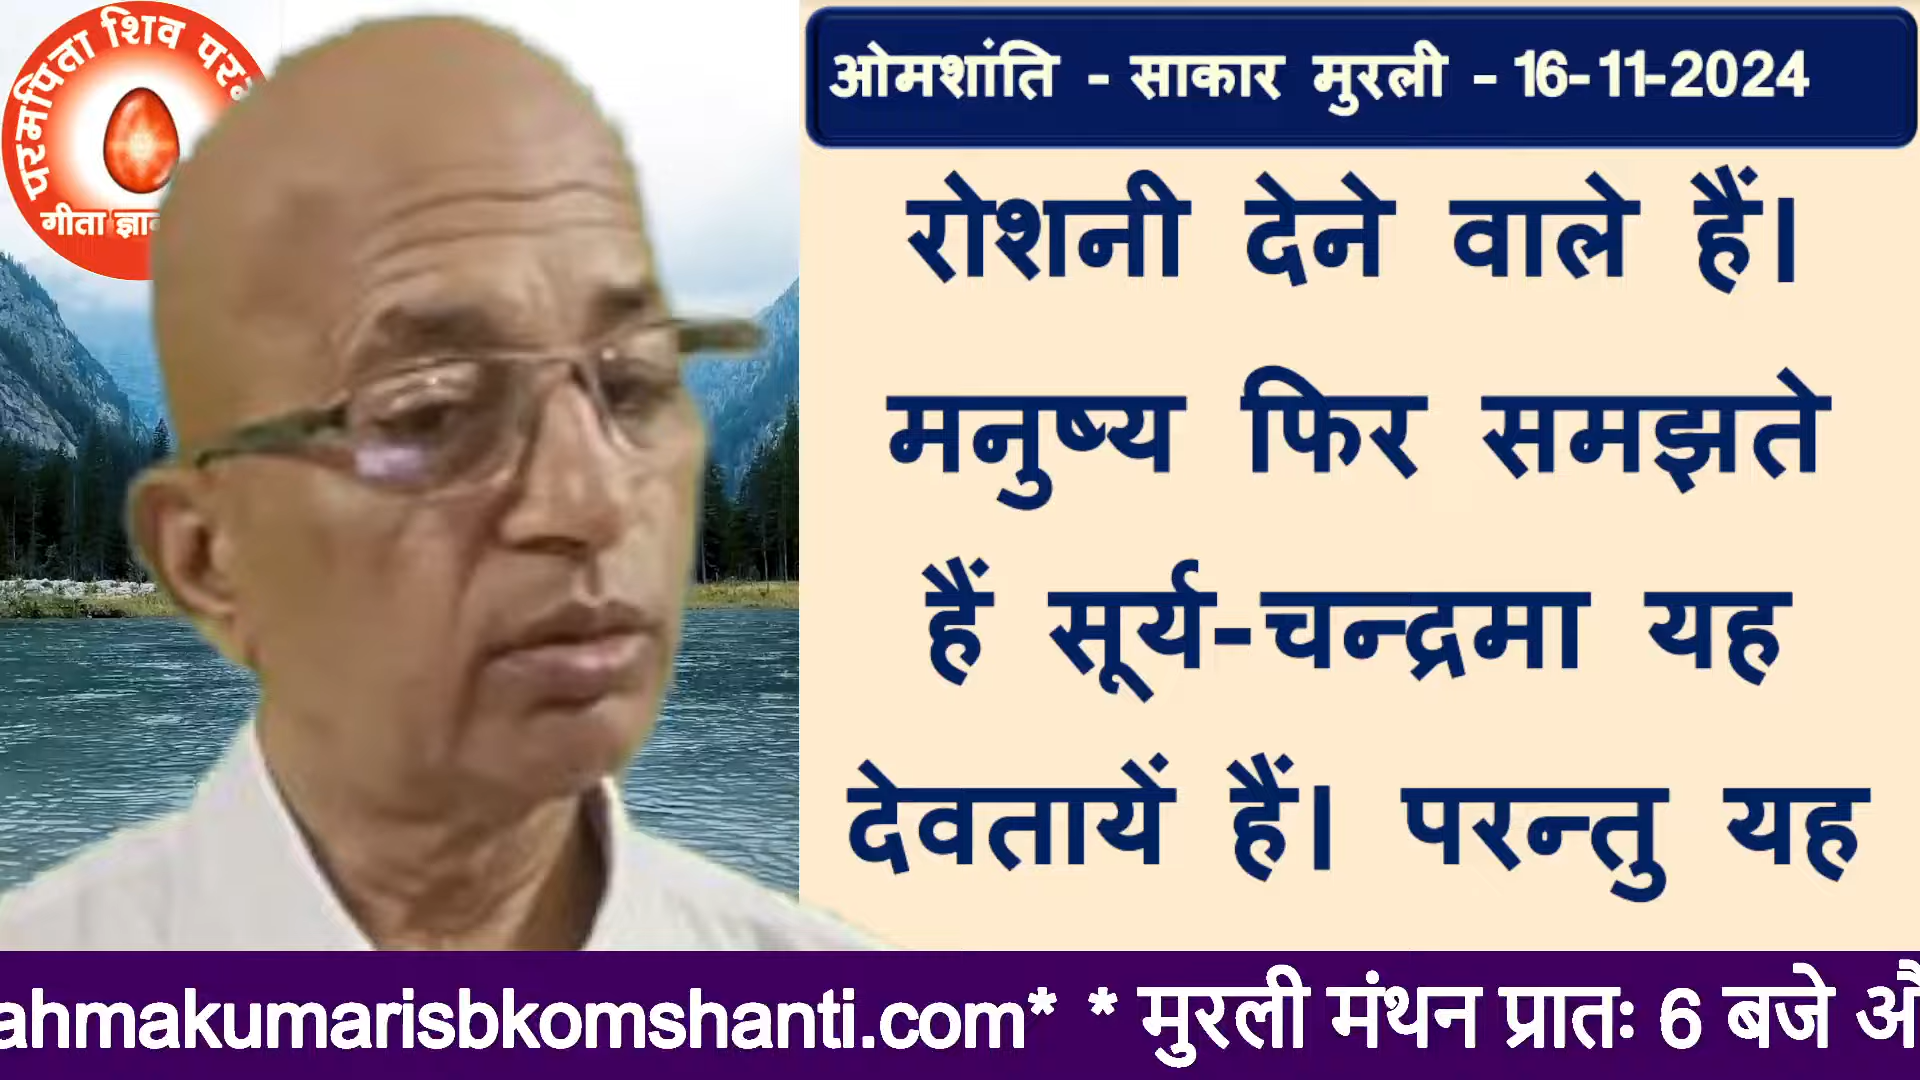 परमपिता शिव
गीता
ओमशांति - साकार मुरली - 16-11-2024
रोशनी देने वाले हैं।
मनुष्य फिर समझते
हैं सूर्य-चन्द्रमा यह
देवतायें हैं। परन्तु यह
ahmakumarisbkomshanti.com* * मुरली मंथन प्रातः 6 बजे